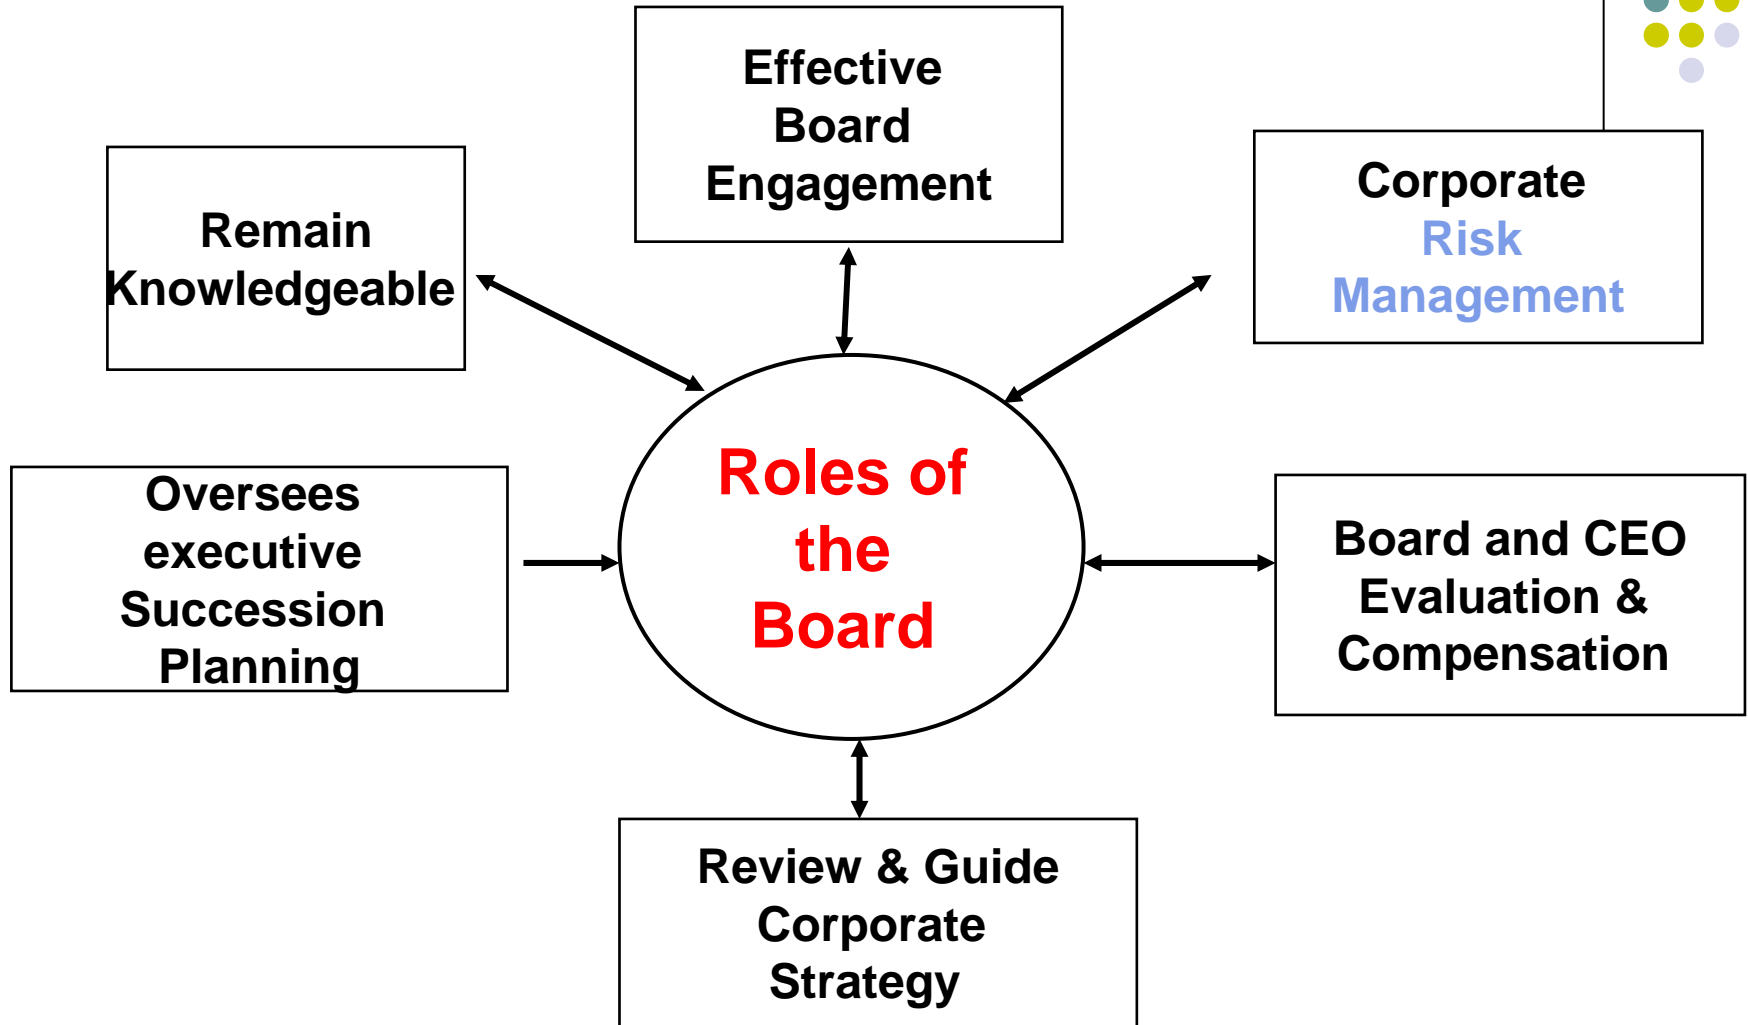 Effective
Board
Engagement
Remain
Knowledgeable
Corporate
Risk
Management
Roles of
the
Board
Oversees
executive
Succession
Planning
Board and CEO
Evaluation &
Compensation
Review & Guide
Corporate
Strategy